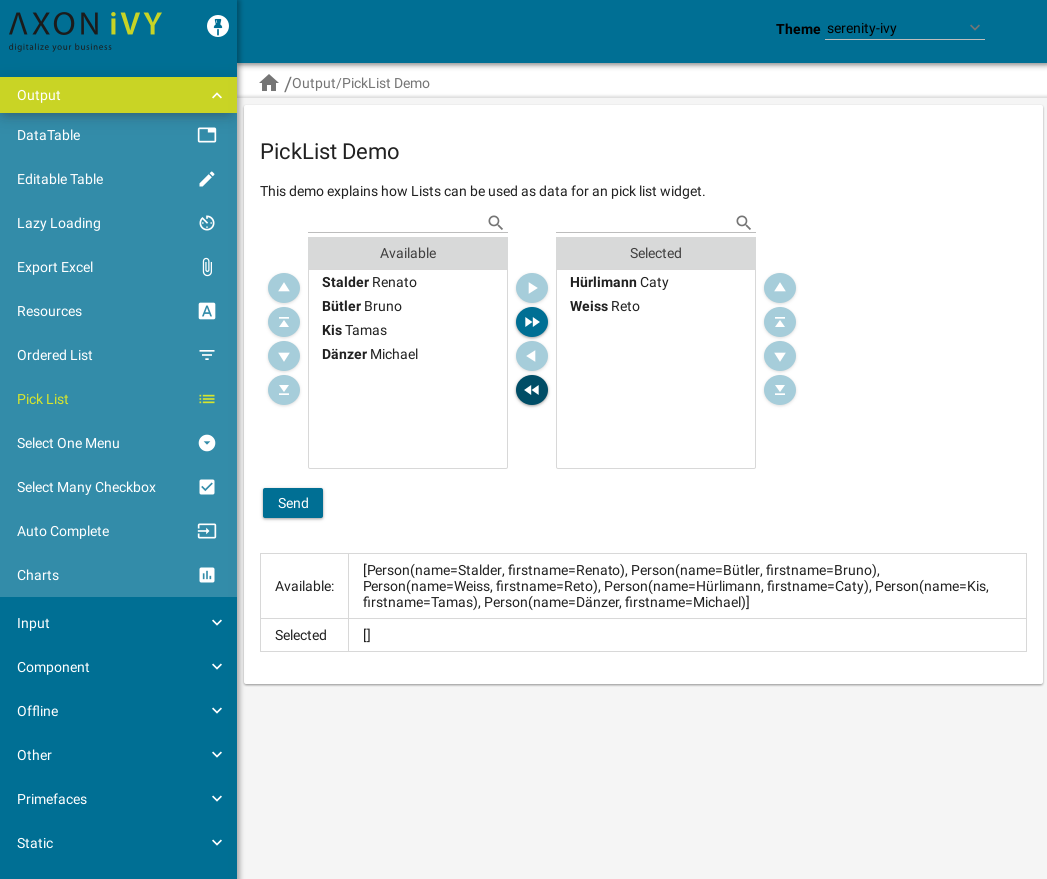 AXON iVY
digitalize your business
Theme serenity-ivy
/Output/PickList Demo
Output
DataTable
Editable Table
Lazy Loading
Export Excel
Resources
Ordered List
Pick List
Select One Menu
Select Many Checkbox
Auto Complete
Charts
Input
Component
Offline
Other
Primefaces
Static
PickList Demo
This demo explains how Lists can be used as data for an pick list widget.
Available
Stalder Renato
Bütler Bruno
Kis Tamas
Dänzer Michael
Selected
Hürlimann Caty
Weiss Reto
Send
Available:
[Person(name=Stalder, firstname=Renato), Person(name=Bütler, firstname=Bruno),
Person(name=Weiss, firstname=Reto), Person(name=Hürlimann, firstname=Caty), Person(name=Kis,
firstname=Tamas), Person(name=Dänzer, firstname=Michael)]
Selected
[]